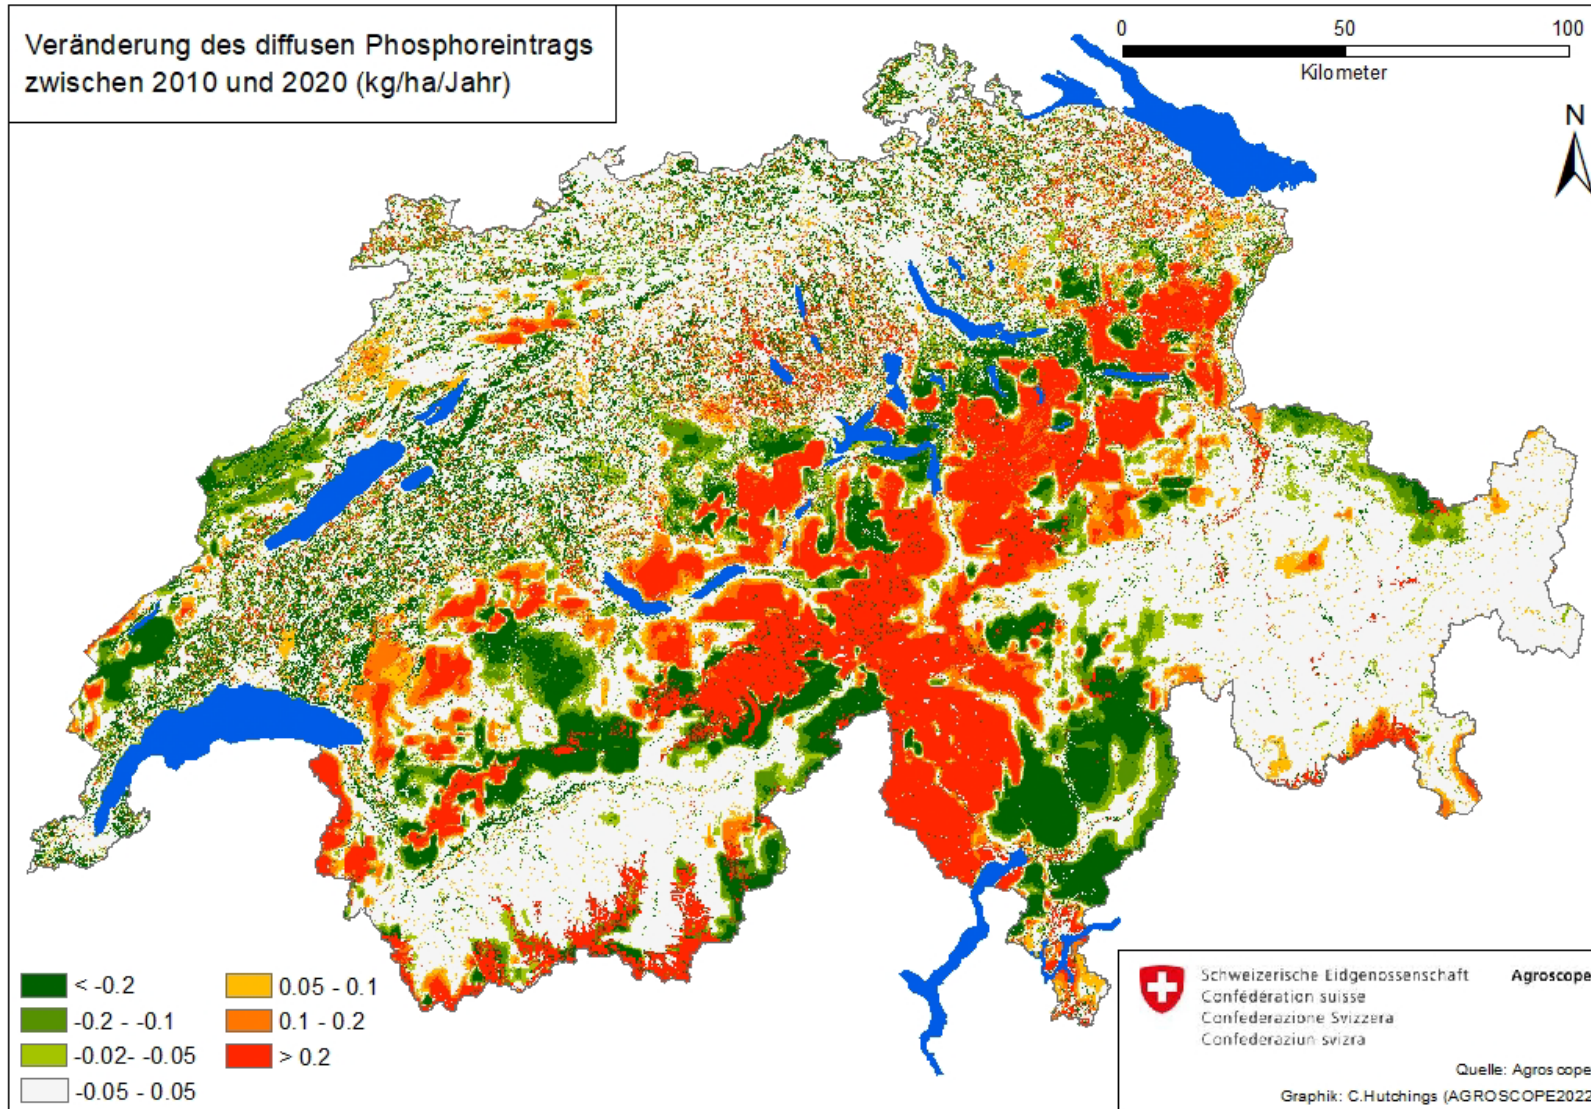 Veränderung des diffusen Phosphoreintrags
zwischen 2010 und 2020 (kg/ha/Jahr)
0 50 100
Kilometer
N
< -0.2
-0.2 - -0.1
-0.02- -0.05
-0.05 - 0.05
0.05 - 0.1
0.1 - 0.2
> 0.2
Schweizerische Eidgenossenschaft
Confédération suisse
Confederazione Svizzera
Confederaziun svizra
Agroscope
Quelle: Agroscope
Graphik: C.Hutchings (AGROSCOPE2022